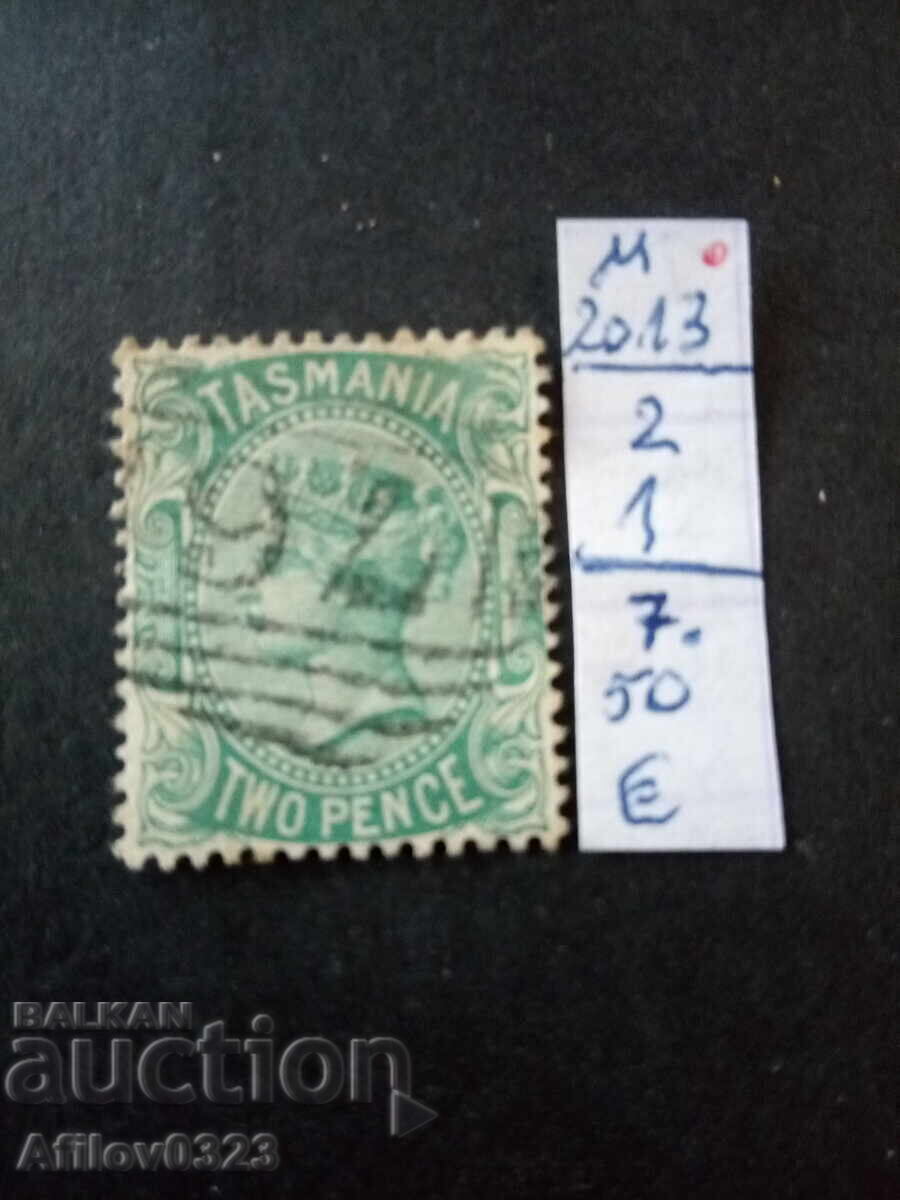 TASMANIA
TWO PENCE
M
2013
2
1
7.
50
€
BALKAN
auction
Afilov0323